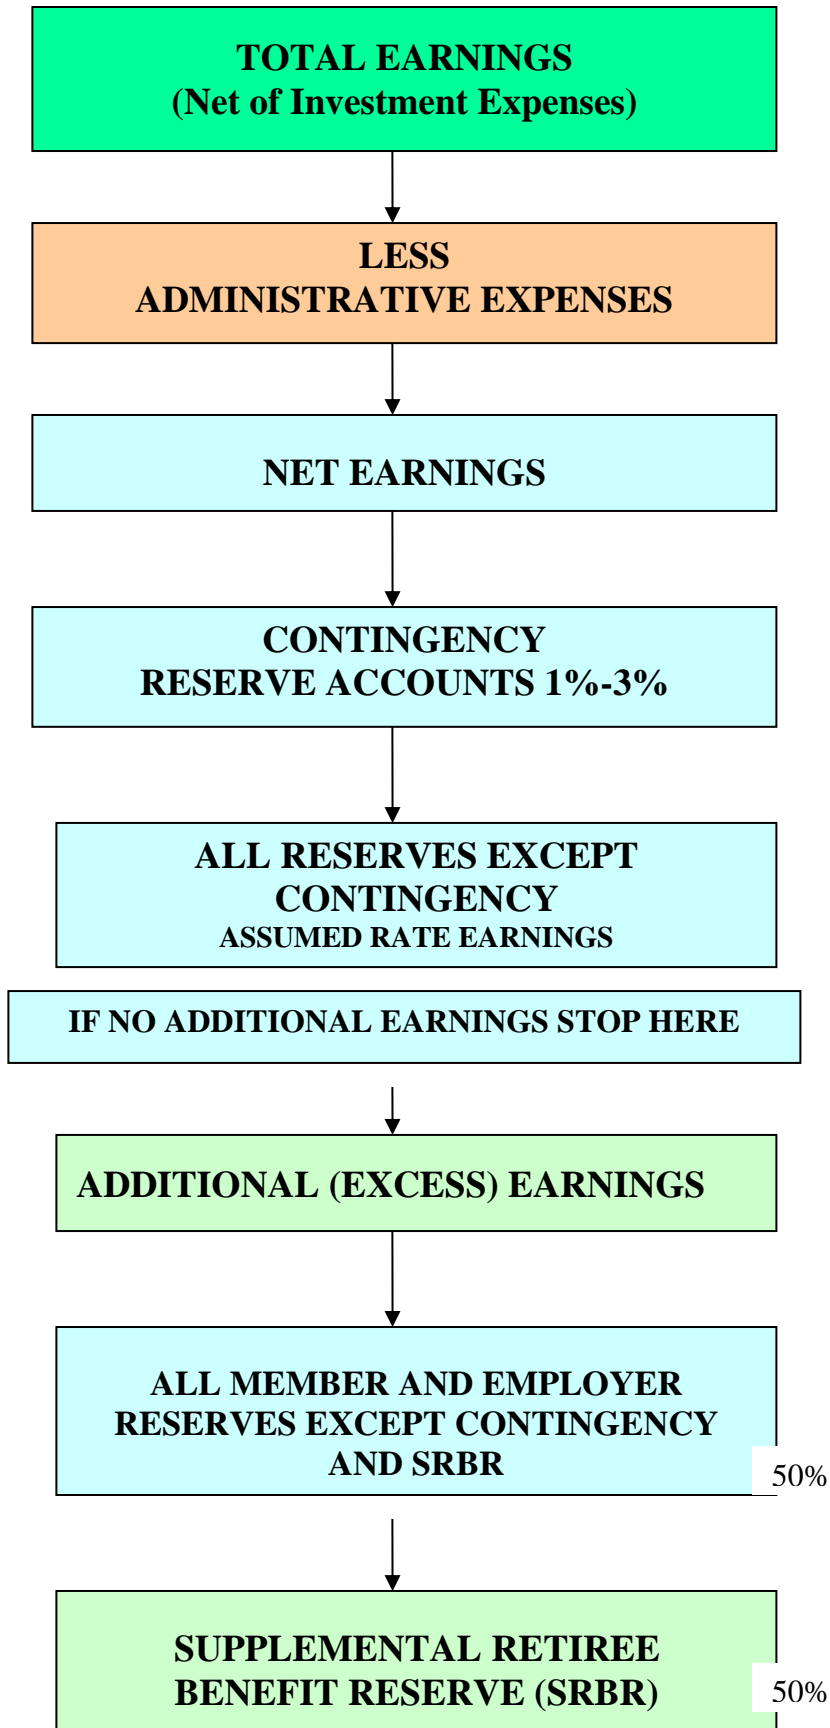 TOTAL EARNINGS
(Net of Investment Expenses)
LESS
ADMINISTRATIVE EXPENSES
NET EARNINGS
CONTINGENCY
RESERVE ACCOUNTS 1%-3%
ALL RESERVES EXCEPT
CONTINGENCY
ASSUMED RATE EARNINGS
IF NO ADDITIONAL EARNINGS STOP HERE
ADDITIONAL (EXCESS) EARNINGS
ALL MEMBER AND EMPLOYER
RESERVES EXCEPT CONTINGENCY
AND SRBR
50%
SUPPLEMENTAL RETIREE
BENEFIT RESERVE (SRBR)
50%